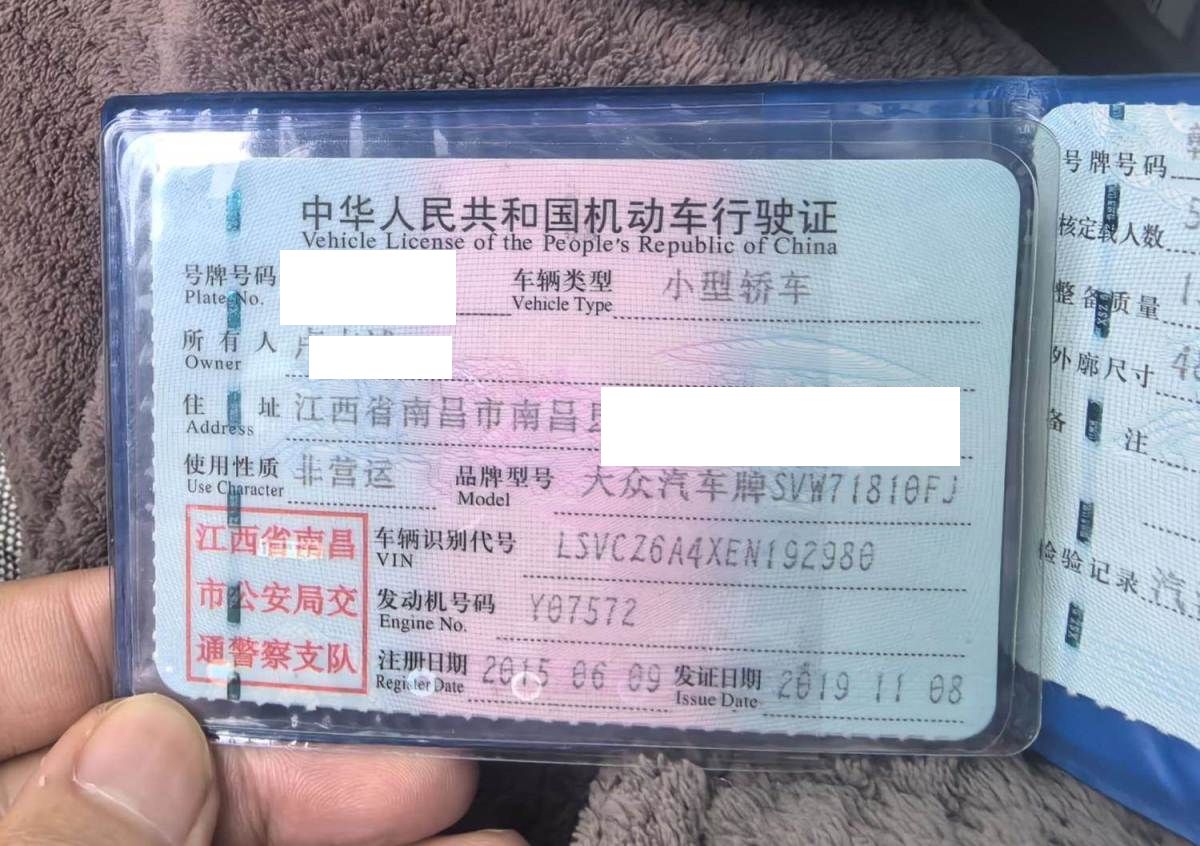 中华人民共和国机动车行驶证
Vehicle License of the People's Republic of China
号牌号码
Plate No.
车辆类型 小型轿车
Vehicle Type
所有人
Owner
住址 江西省南昌市南昌
Address
使用性质 非营运
Use Character
品牌型号 大众汽车牌SVW71810FJ
Model
江西省南昌
市公安局交
通警察支队
车辆识别代号 LSVCZ6A4XEN192980
VIN
发动机号码 Y07572
Engine No.
注册日期 2015 06 09
Register Date
发证日期 2019 11 08
Issue Date
号牌号码
核定载人数
整备质量
外廓尺寸
备注
检验记录